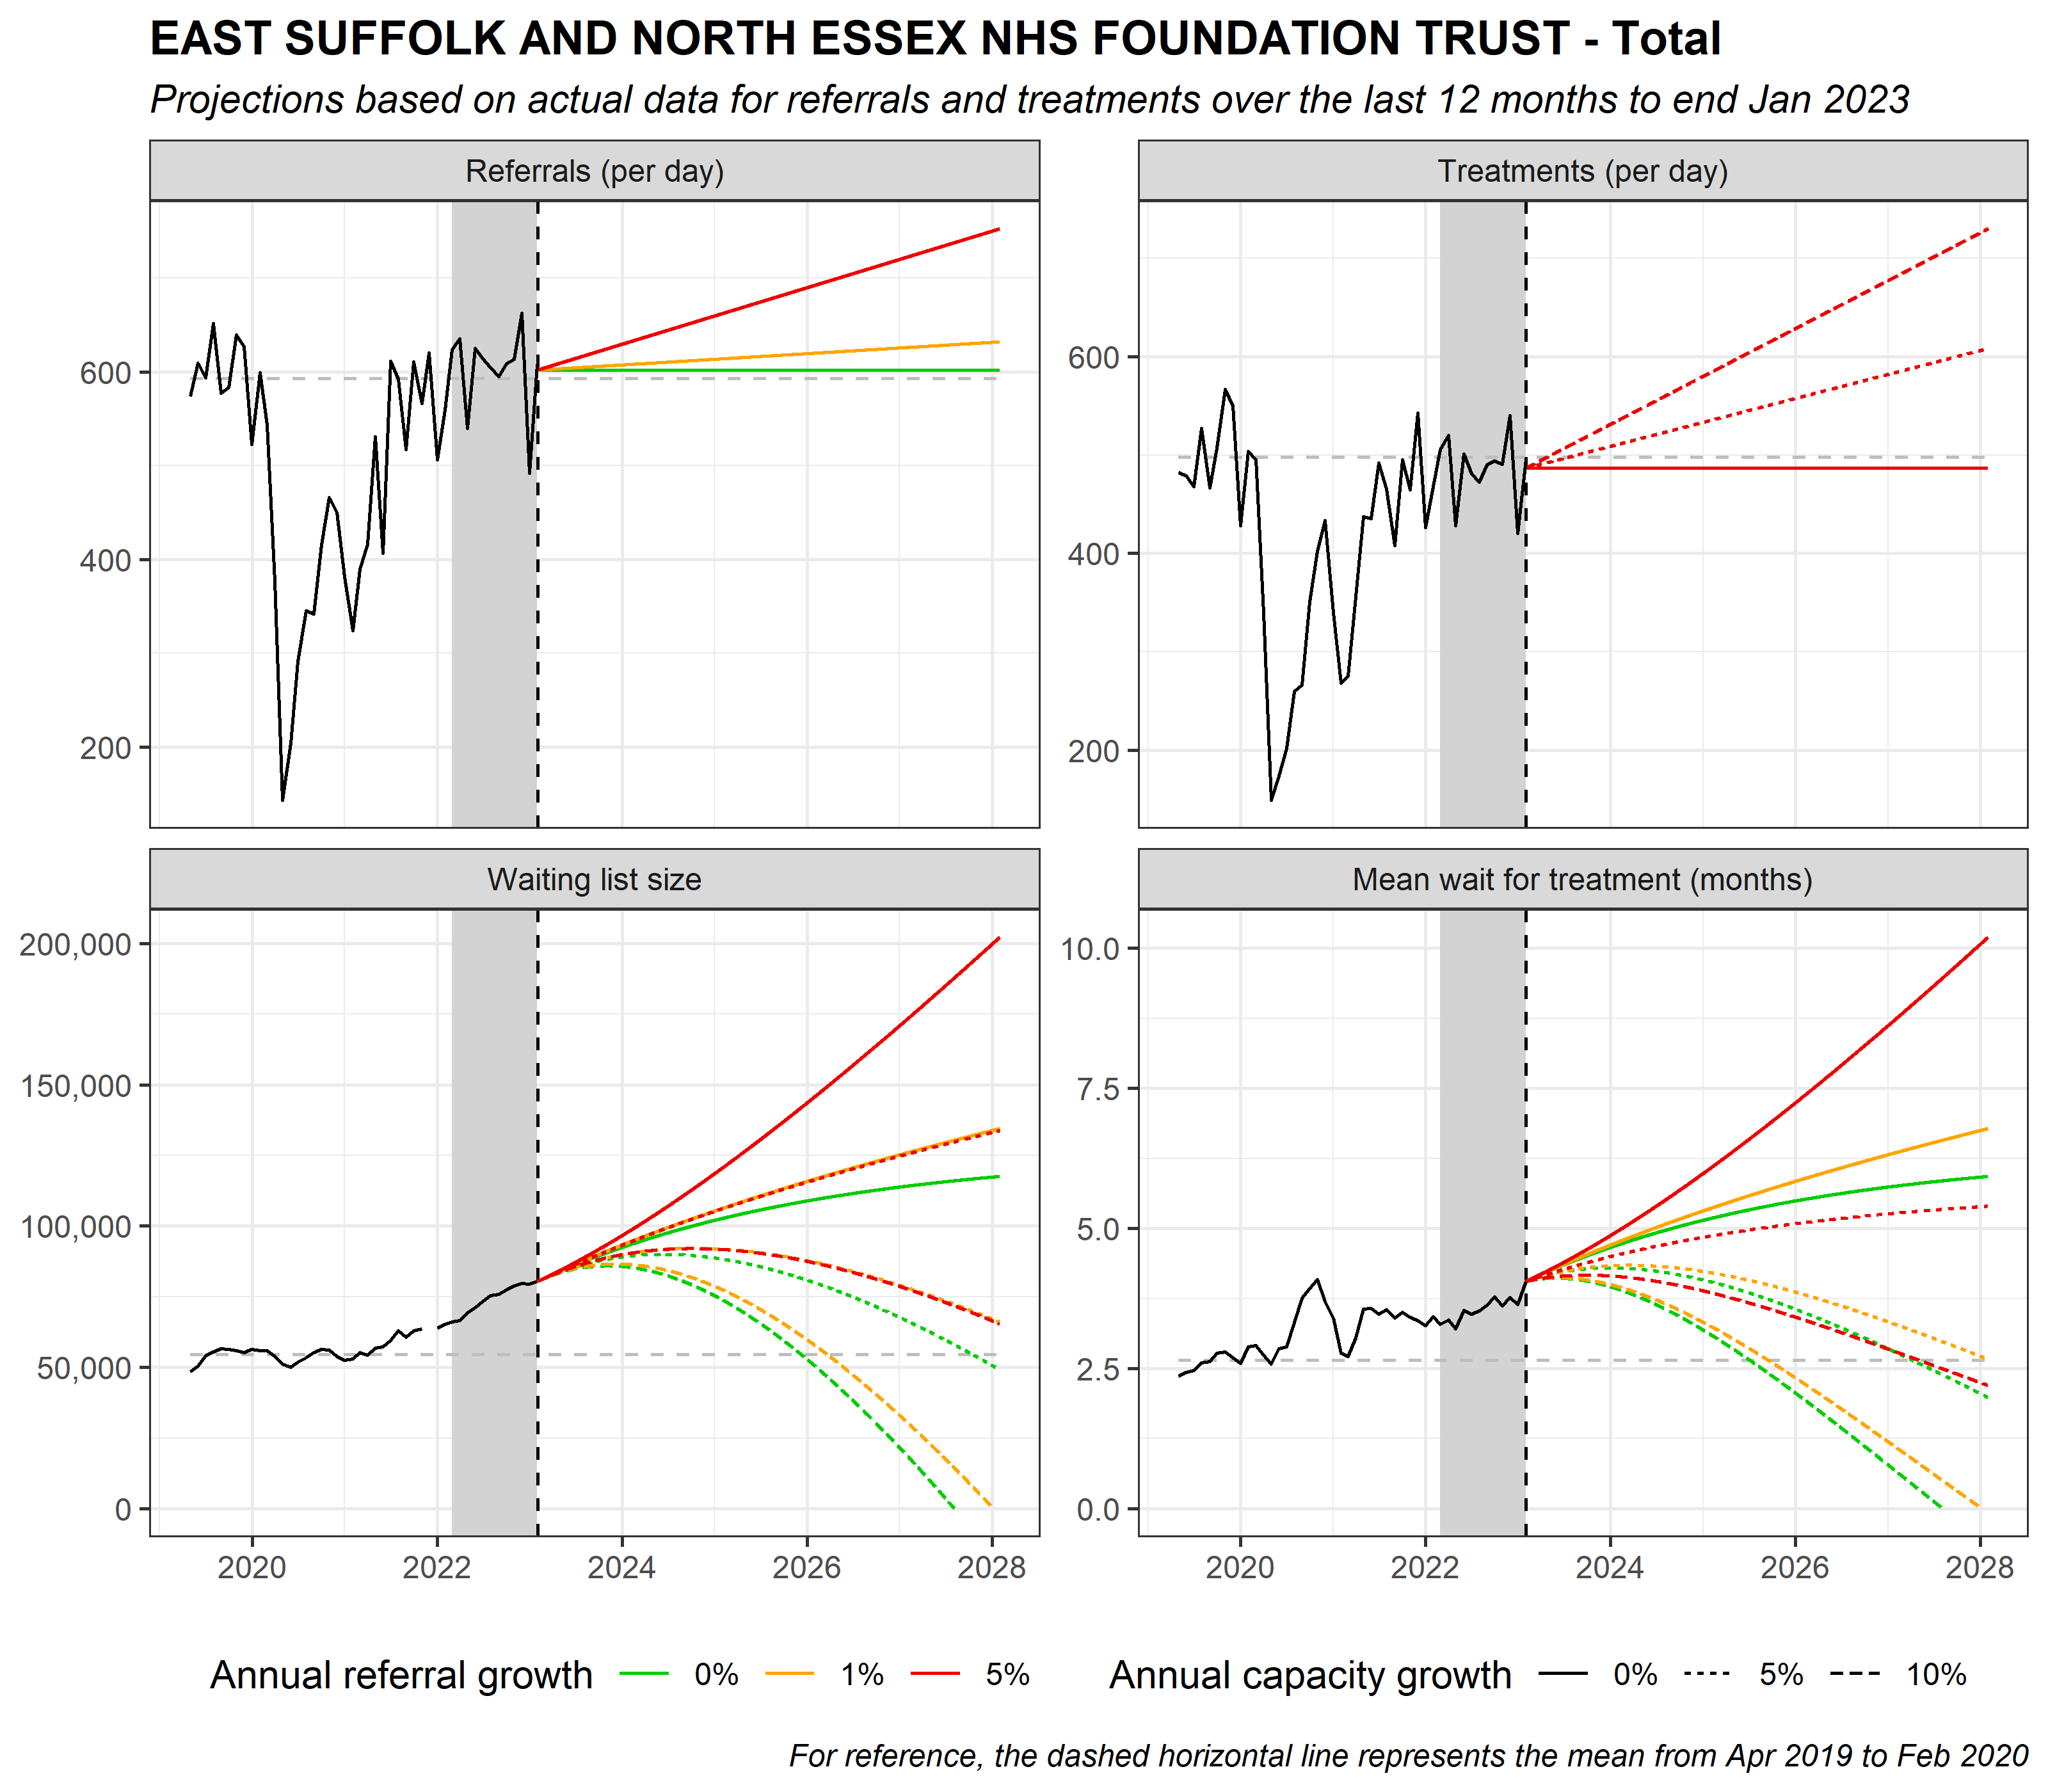 EAST SUFFOLK AND NORTH ESSEX NHS FOUNDATION TRUST - Total
Projections based on actual data for referrals and treatments over the last 12 months to end Jan 2023
Referrals (per day)
600
400
200
Treatments (per day)
600
400
200
Waiting list size
200,000
150,000
100,000
50,000
0
2020 2022 2024 2026 2028
Mean wait for treatment (months)
10.0
7.5
5.0
2.5
0.0
2020 2022 2024 2026 2028
Annual referral growth 0% 1% 5%
Annual capacity growth 0% 5% 10%
For reference, the dashed horizontal line represents the mean from Apr 2019 to Feb 2020